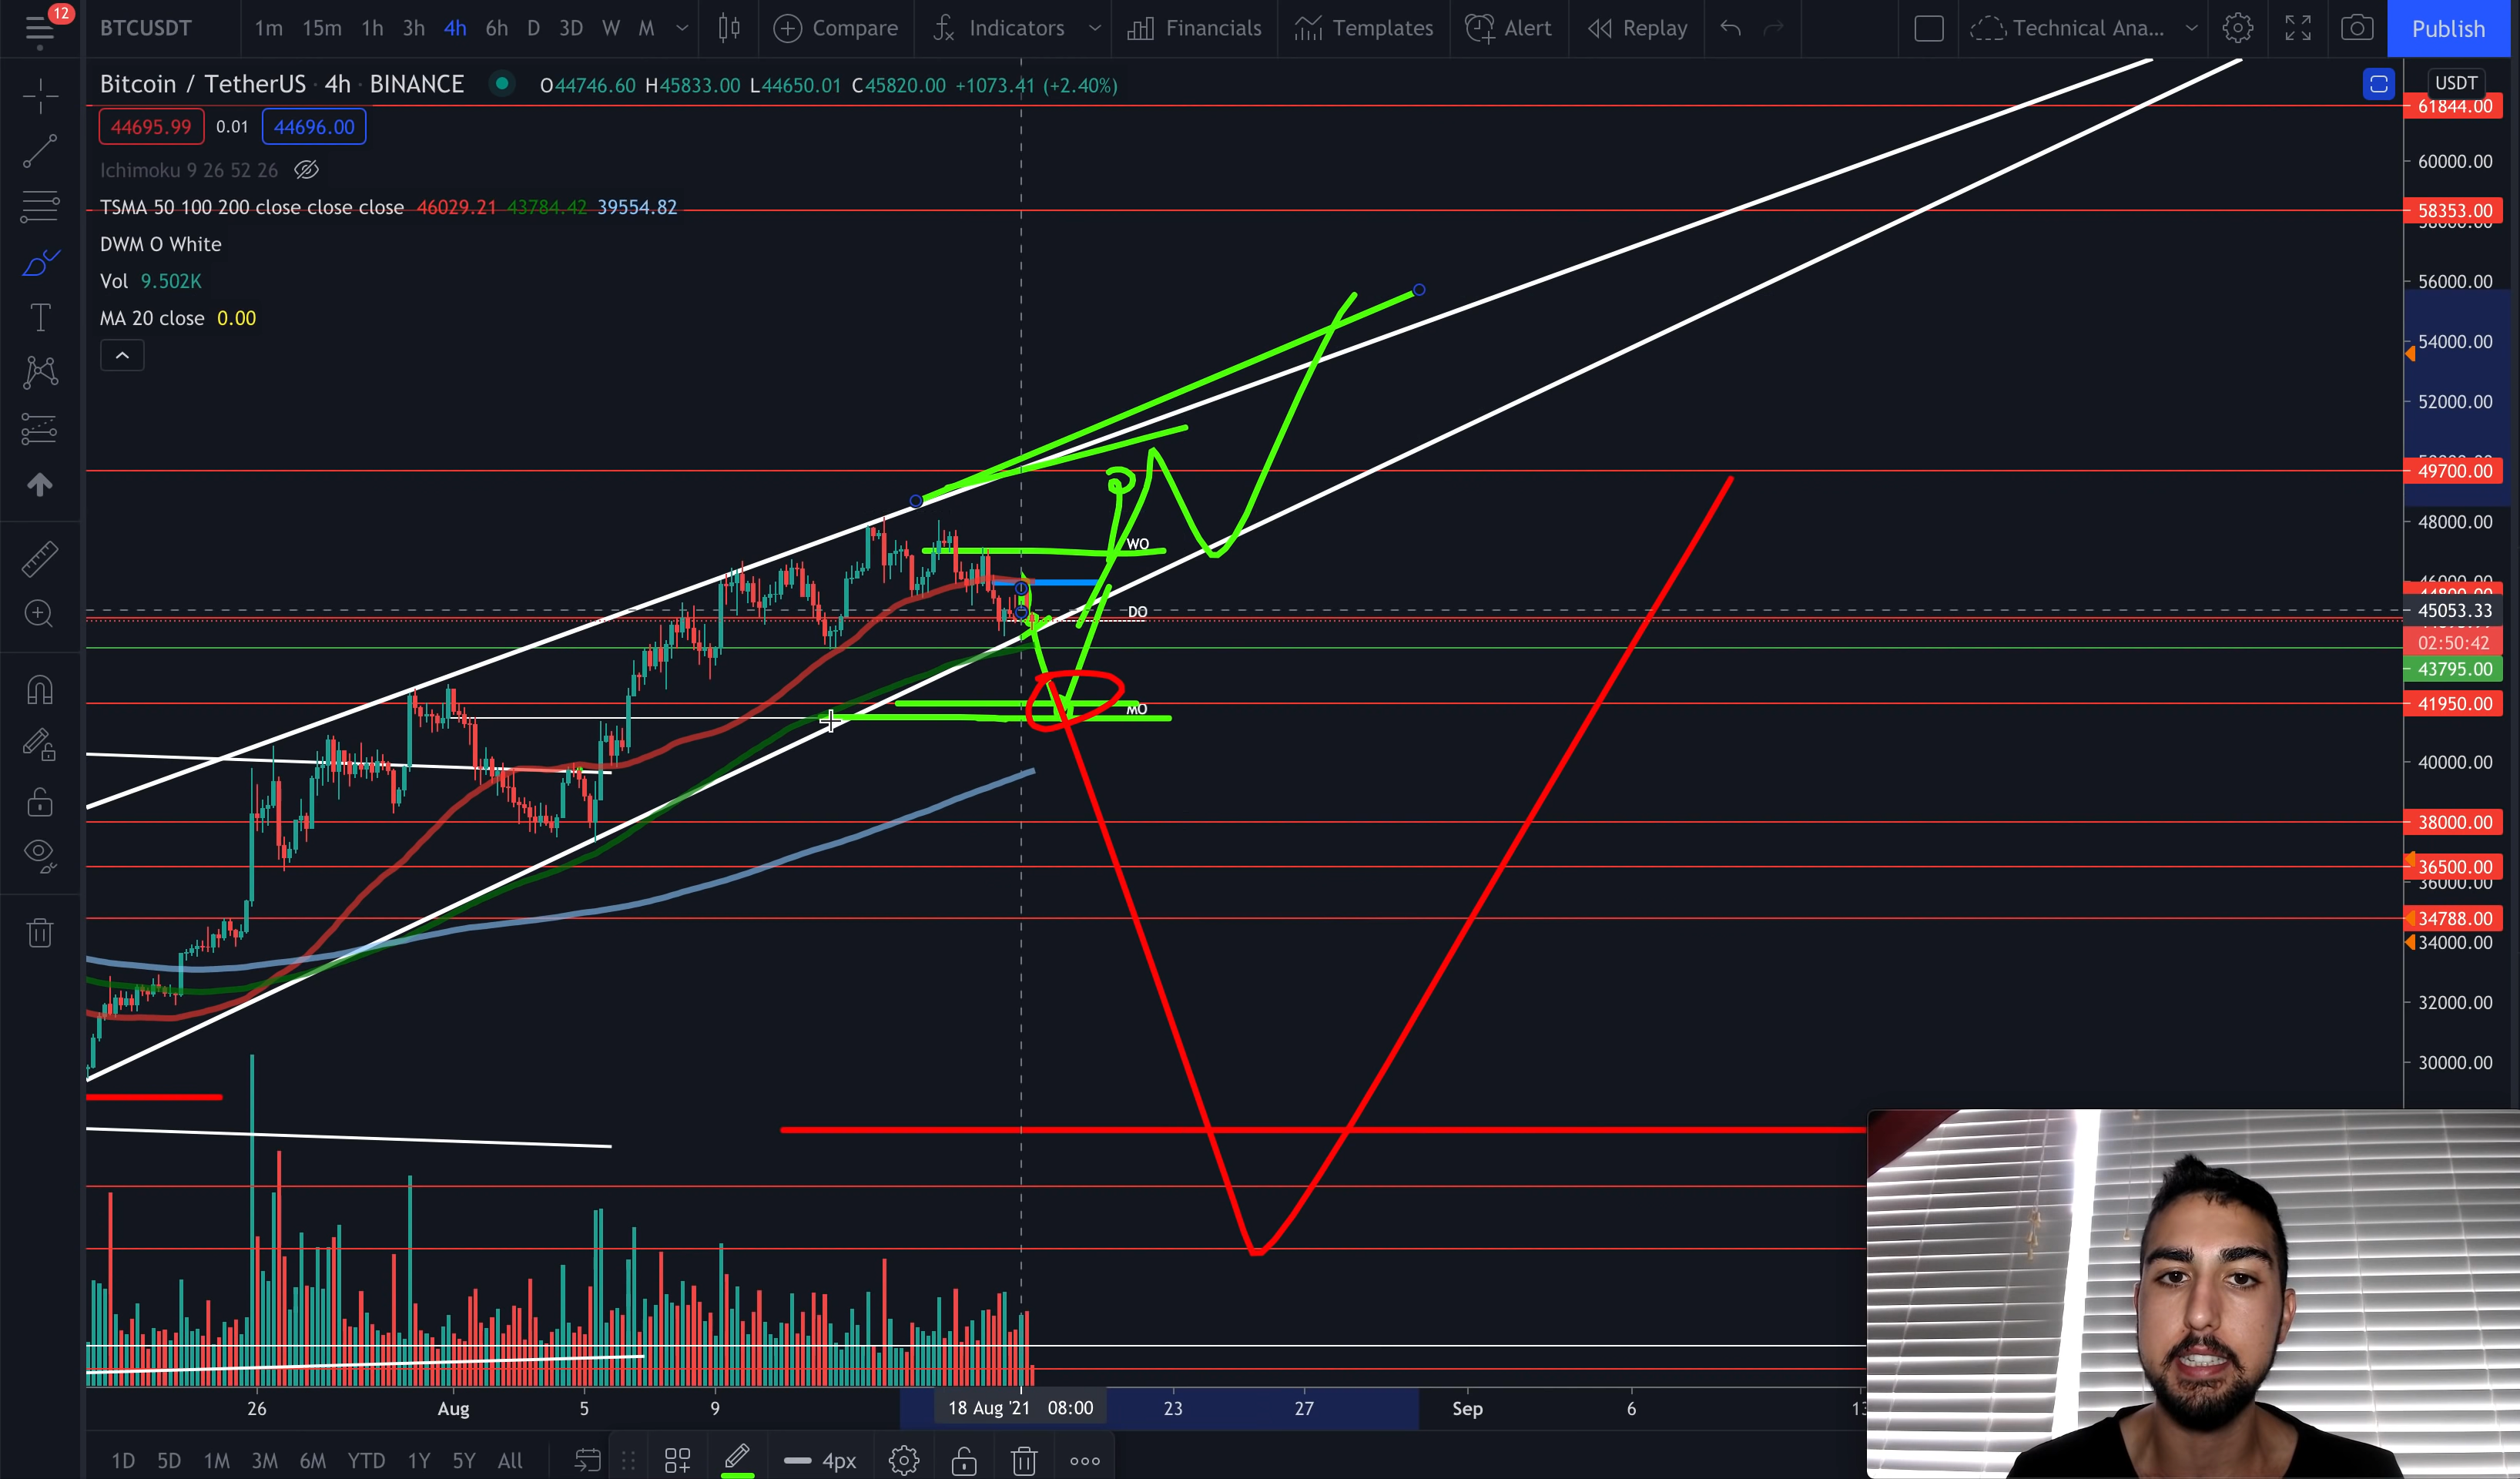 12
BTCUSDT 1m 15m 1h 3h 4h 6h D 3D W M Compare Indicators Financials Templates Alert Replay Technical Ana... Publish
Bitcoin / TetherUS · 4h · BINANCE O44746.60 H45833.00 L44650.01 C45820.00 +1073.41 (+2.40%)
USDT
61844.00
44695.99 0.01 44696.00
60000.00
Ichimoku 9 26 52 26
TSMA 50 100 200 close close close 46029.21 43784.42 39554.82
58353.00
58000.00
DWM O White
Vol 9.502K
56000.00
MA 20 close 0.00
54000.00
52000.00
49700.00
48000.00
WO
46000.00
DO
45053.33
02:50:42
43795.00
41950.00
MO
40000.00
38000.00
36500.00
36000.00
34788.00
34000.00
32000.00
30000.00
26 Aug 5 9 18 Aug '21 08:00 23 27 Sep 6
1D 5D 1M 3M 6M YTD 1Y 5Y All 4px